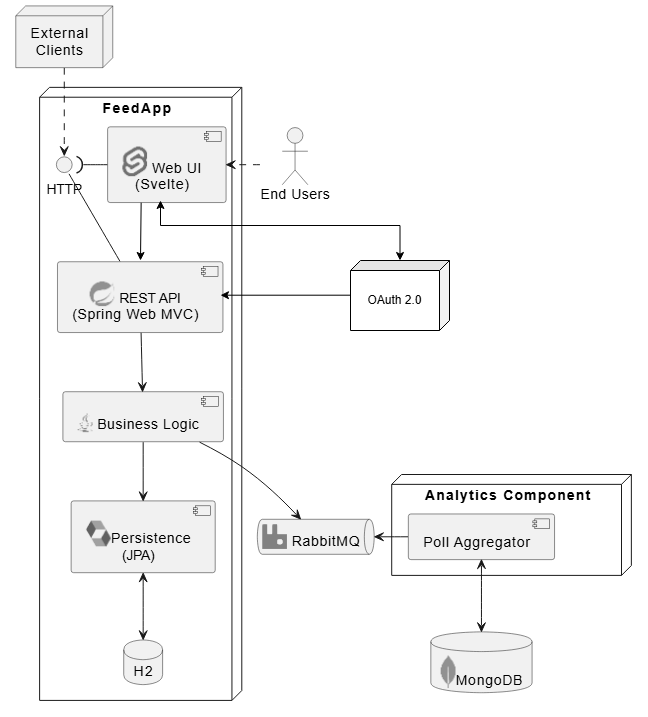 External
Clients
FeedApp
Web UI
(Svelte)
HTTP
End Users
REST API
(Spring Web MVC)
OAuth 2.0
Business Logic
Analytics Component
Persistence
(JPA)
RabbitMQ
Poll Aggregator
H2
MongoDB